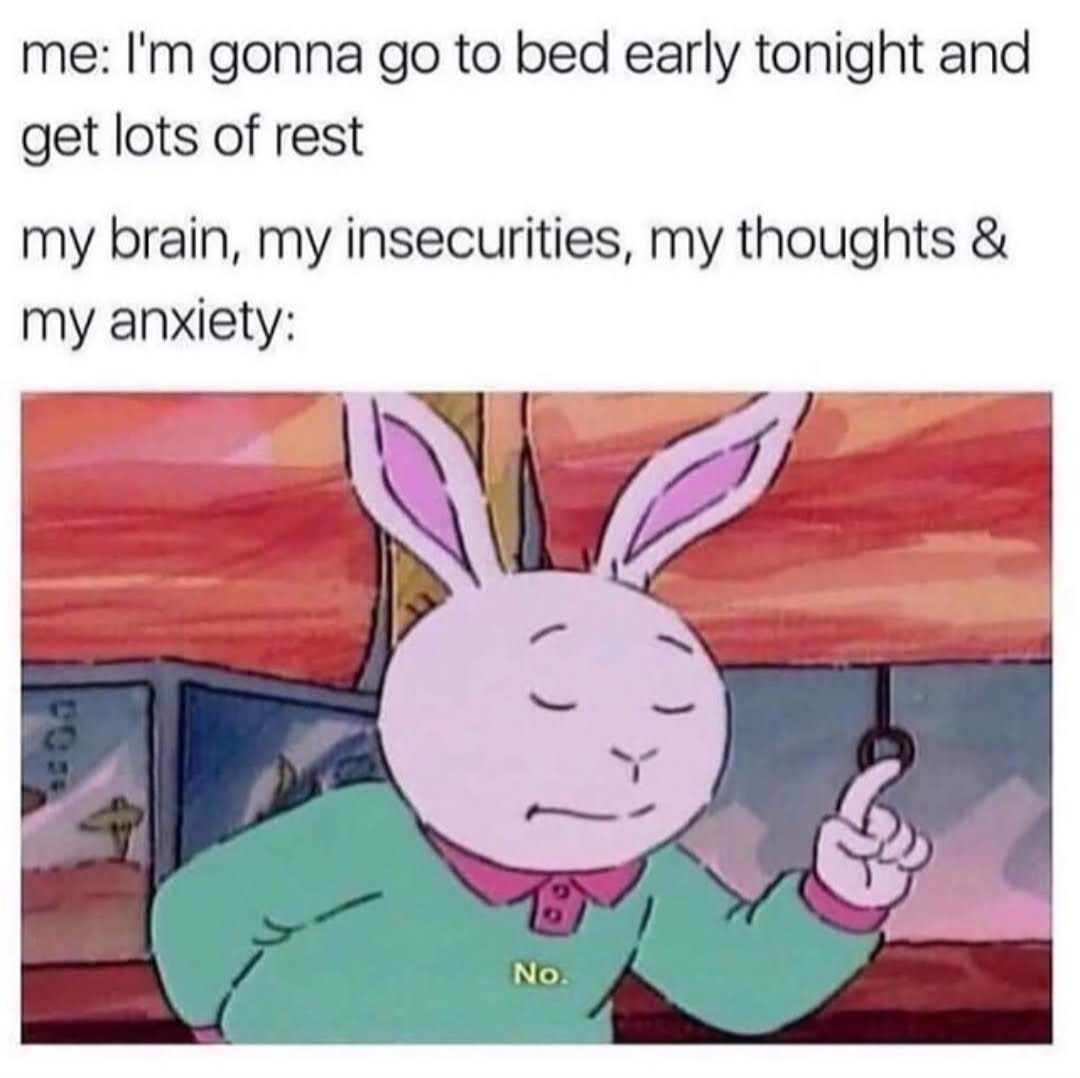 me: I'm gonna go to bed early tonight and
get lots of rest
my brain, my insecurities, my thoughts &
my anxiety:
No.